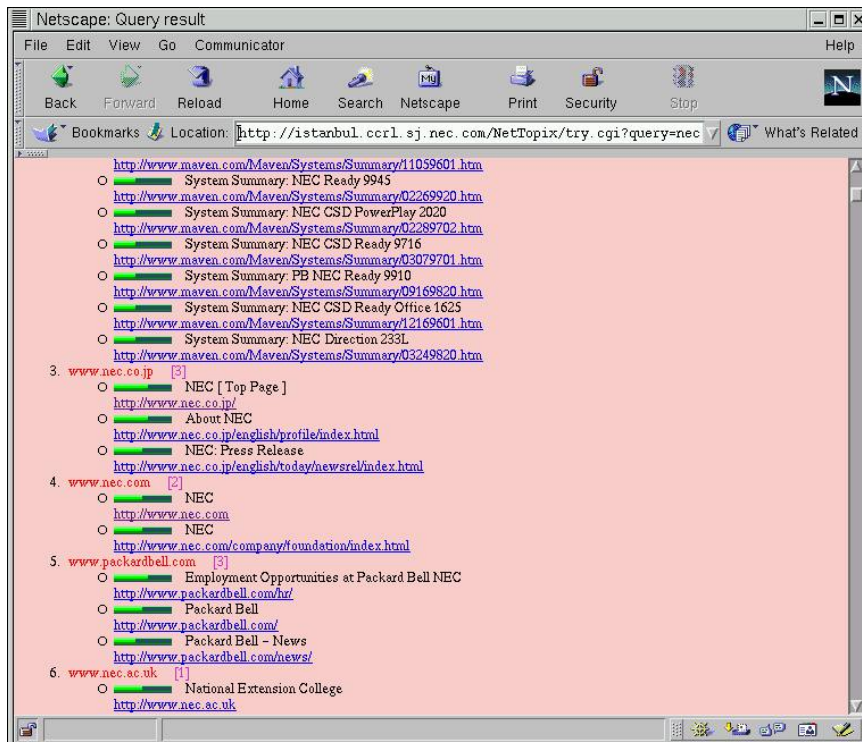 Netscape: Query result
File Edit View Go Communicator Help
Back Forward Reload Home Search Netscape Print Security Stop
My
N
Bookmarks Location: http://istanbul.ccrl.sj.nec.com/NetTopix/try.cgi?query=nec What's Related
http://www.maven.com/Maven/Systems/Summary/11059601.htm
System Summary: NEC Ready 9945
http://www.maven.com/Maven/Systems/Summary/02269920.htm
System Summary: NEC CSD PowerPlay 2020
http://www.maven.com/Maven/Systems/Summary/02289702.htm
System Summary: NEC CSD Ready 9716
http://www.maven.com/Maven/Systems/Summary/03079701.htm
System Summary: PB NEC Ready 9910
http://www.maven.com/Maven/Systems/Summary/09169820.htm
System Summary: NEC CSD Ready Office 1625
http://www.maven.com/Maven/Systems/Summary/12169601.htm
System Summary: NEC Direction 233L
http://www.maven.com/Maven/Systems/Summary/03249820.htm
3. www.nec.co.jp [3]
NEC [ Top Page ]
http://www.nec.co.jp/
About NEC
http://www.nec.co.jp/english/profile/index.html
NEC: Press Release
http://www.nec.co.jp/english/today/newsrel/index.html
4. www.nec.com [2]
NEC
http://www.nec.com
NEC
http://www.nec.com/company/foundation/index.html
5. www.packardbell.com [3]
Employment Opportunities at Packard Bell NEC
http://www.packardbell.com/hr/
Packard Bell
http://www.packardbell.com/
Packard Bell - News
http://www.packardbell.com/news/
6. www.nec.ac.uk [1]
National Extension College
http://www.nec.ac.uk